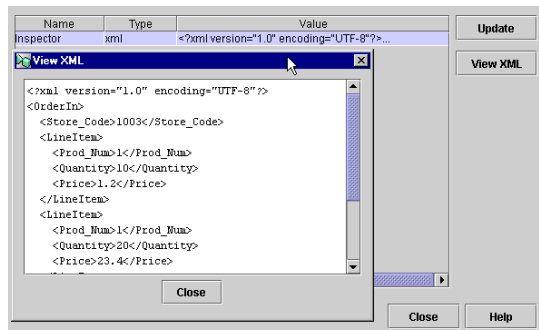 Name Type Value
Inspector xml <?xml version="1.0" encoding="UTF-8"?>...
Update
View XML
View XML
<?xml version="1.0" encoding="UTF-8"?>
<OrderIn>
<Store_Code>1003</Store_Code>
<LineItem>
<Prod_Num>1</Prod_Num>
<Quantity>10</Quantity>
<Price>1.2</Price>
</LineItem>
<LineItem>
<Prod_Num>1</Prod_Num>
<Quantity>20</Quantity>
<Price>23.4</Price>
Close
Close Help